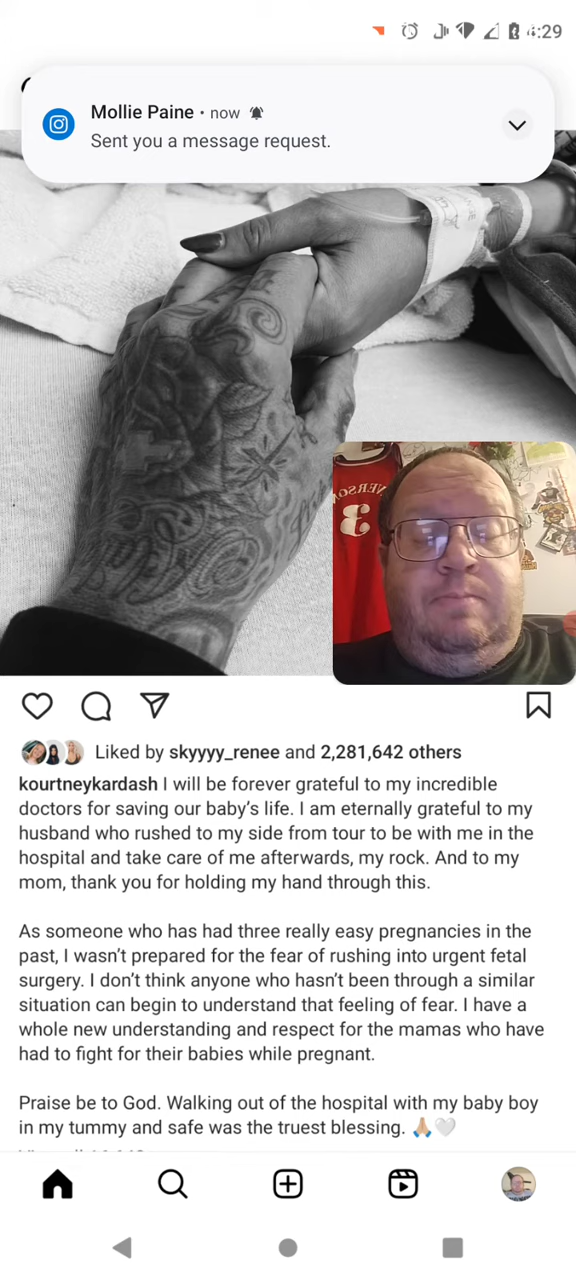 4:29
Mollie Paine • now
Sent you a message request.
3
Liked by skyyyy_renee and 2,281,642 others
kourtneykardash I will be forever grateful to my incredible
doctors for saving our baby’s life. I am eternally grateful to my
husband who rushed to my side from tour to be with me in the
hospital and take care of me afterwards, my rock. And to my
mom, thank you for holding my hand through this.
As someone who has had three really easy pregnancies in the
past, I wasn’t prepared for the fear of rushing into urgent fetal
surgery. I don’t think anyone who hasn’t been through a similar
situation can begin to understand that feeling of fear. I have a
whole new understanding and respect for the mamas who have
had to fight for their babies while pregnant.
Praise be to God. Walking out of the hospital with my baby boy
in my tummy and safe was the truest blessing. 🙏🏼🤍